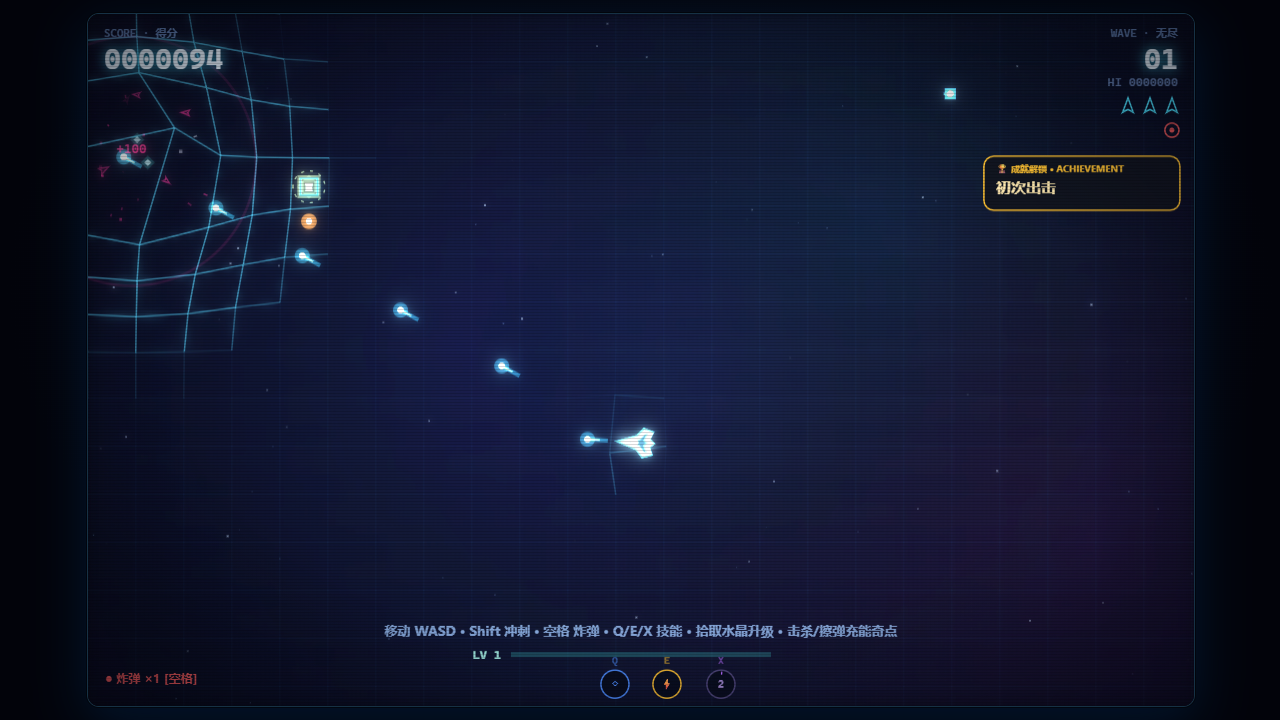 SCORE · 得分
0000094
WAVE · 无尽
01
HI 0000000
+100
成就解锁 • ACHIEVEMENT
初次出击
移动 WASD • Shift 冲刺 • 空格 炸弹 • Q/E/X 技能 • 拾取水晶升级 • 击杀/擦弹充能奇点
LV 1
Q E X
2
炸弹 ×1 [空格]